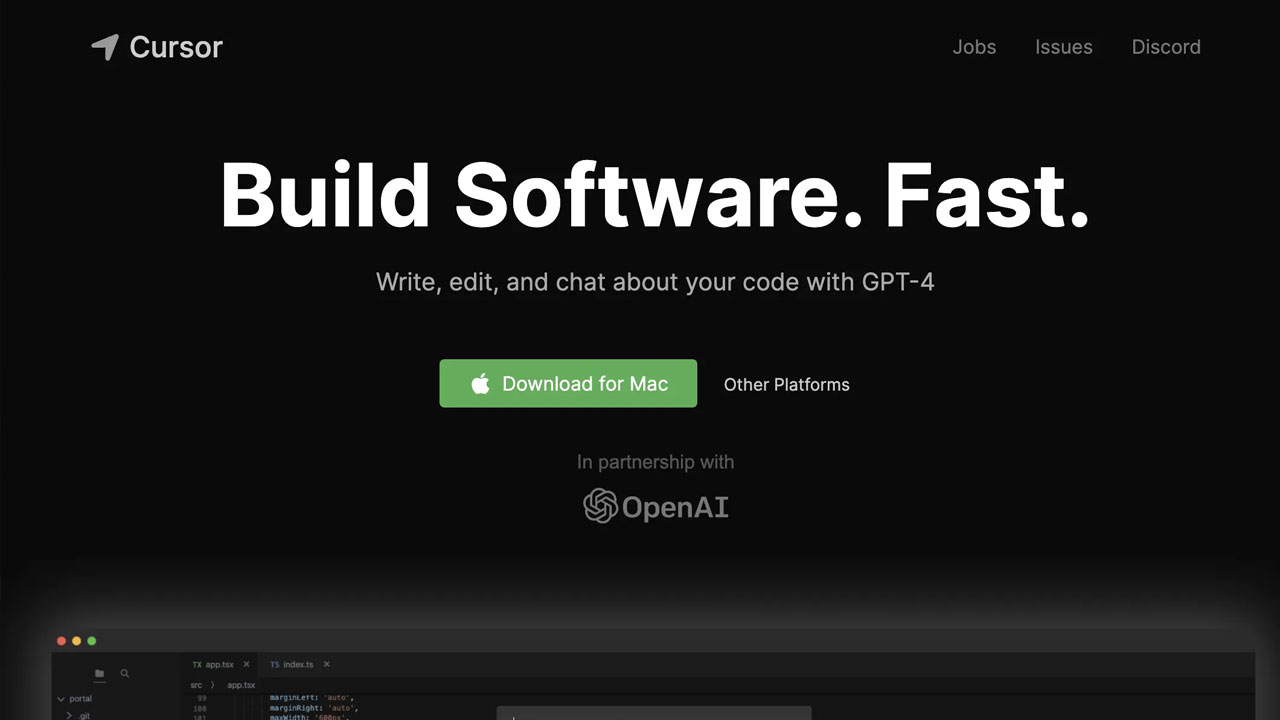 Cursor
Jobs Issues Discord
Build Software. Fast.
Write, edit, and chat about your code with GPT-4
Download for Mac
Other Platforms
In partnership with
OpenAI
TX app.tsx ×
TS index.ts ×
src 〉 app.tsx
portal
.git
99 marginLeft: 'auto',
100 marginRight: 'auto',
101 maxWidth: '600px',